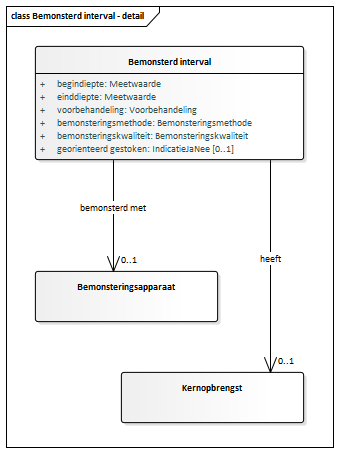 class Bemonsterd interval - detail
Bemonsterd interval
+ begindiepte: Meetwaarde
+ einddiepte: Meetwaarde
+ voorbehandeling: Voorbehandeling
+ bemonsteringsmethode: Bemonsteringsmethode
+ bemonsteringskwaliteit: Bemonsteringskwaliteit
+ georienteerd gestoken: IndicatieJaNee [0..1]
bemonsterd met
heeft
0..1
Bemonsteringsapparaat
0..1
Kernopbrengst